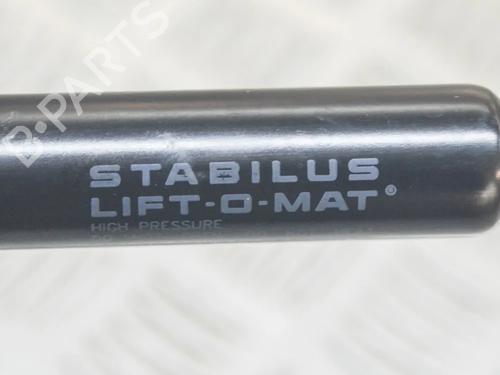 B-PARTS
STABILUS
LIFT-O-MAT®
HIGH PRESSURE